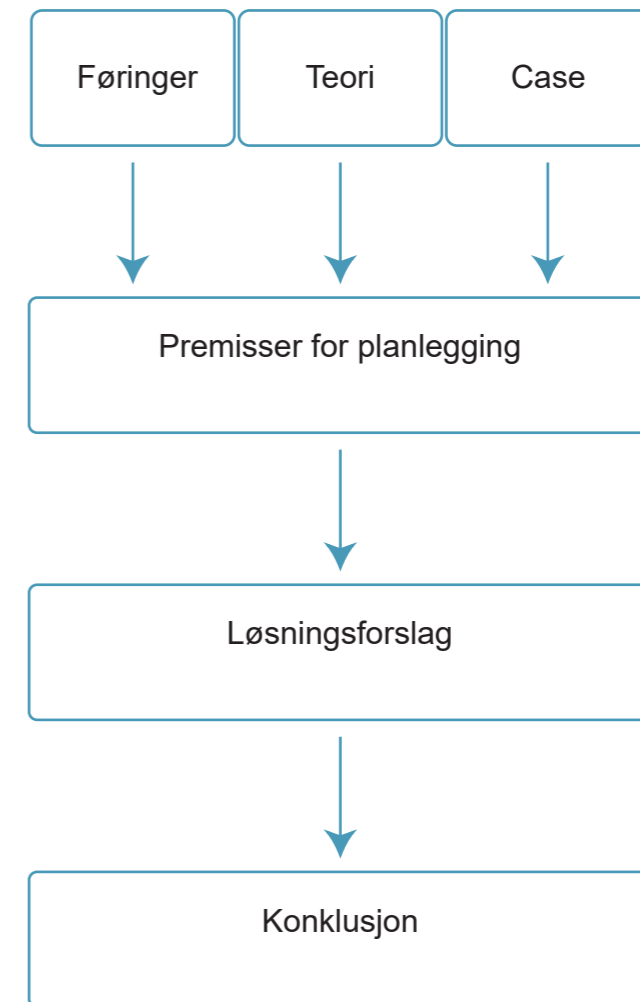 Føringer
Teori
Case
Premisser for planlegging
Løsningsforslag
Konklusjon